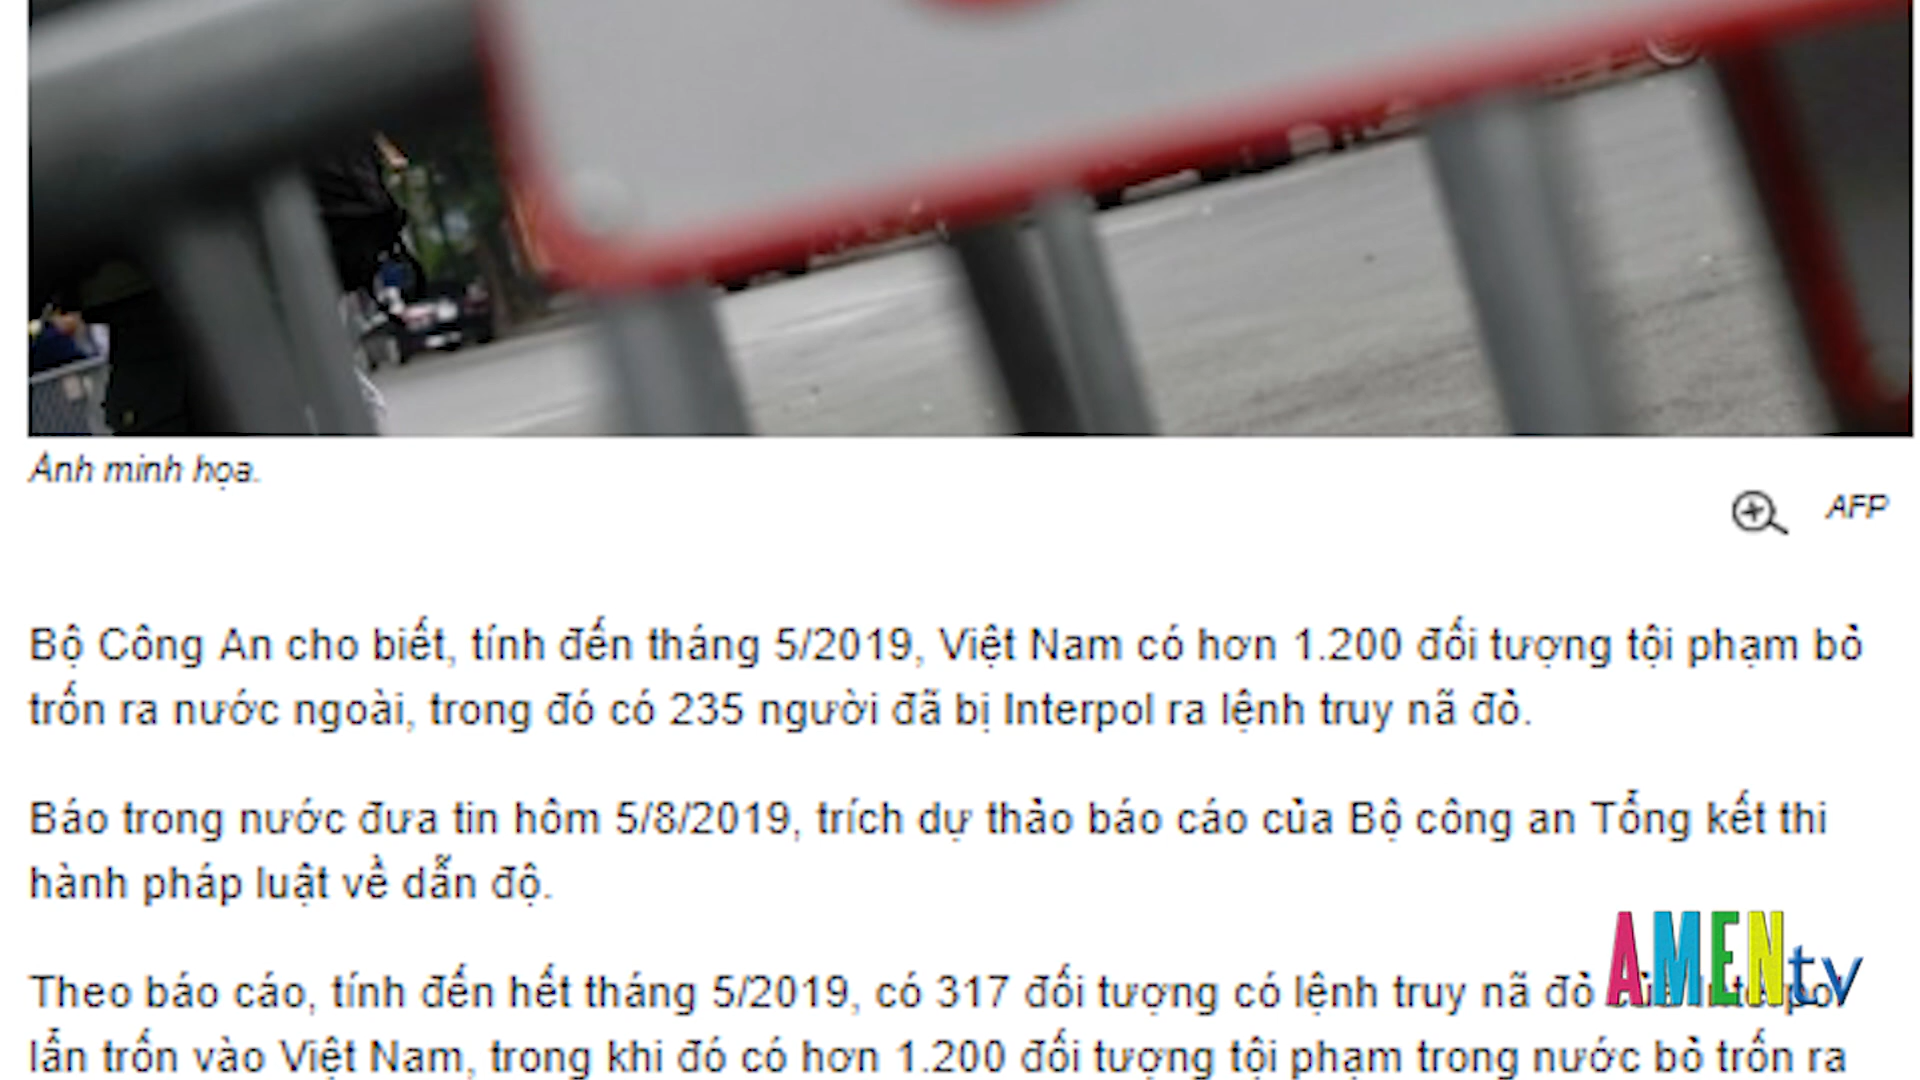 Ảnh minh họa.
AFP
Bộ Công An cho biết, tính đến tháng 5/2019, Việt Nam có hơn 1.200 đối tượng tội phạm bỏ
trốn ra nước ngoài, trong đó có 235 người đã bị Interpol ra lệnh truy nã đỏ.
Báo trong nước đưa tin hôm 5/8/2019, trích dự thảo báo cáo của Bộ công an Tổng kết thi
hành pháp luật về dẫn độ.
Theo báo cáo, tính đến hết tháng 5/2019, có 317 đối tượng có lệnh truy nã đỏ của Interpol
lẩn trốn vào Việt Nam, trong khi đó có hơn 1.200 đối tượng tội phạm trong nước bỏ trốn ra
AMENtv